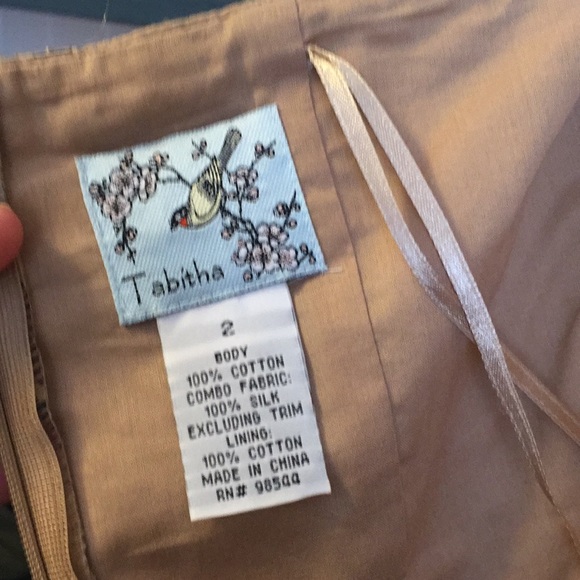 Tabitha
2
BODY
100% COTTON
COMBO FABRIC:
100% SILK
EXCLUDING TRIM
LINING:
100% COTTON
MADE IN CHINA
RN# 98544